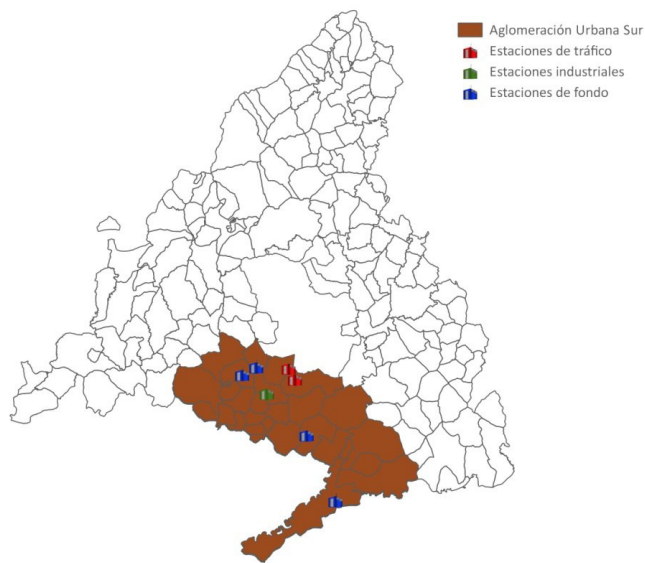 Aglomeración Urbana Sur
Estaciones de tráfico
Estaciones industriales
Estaciones de fondo